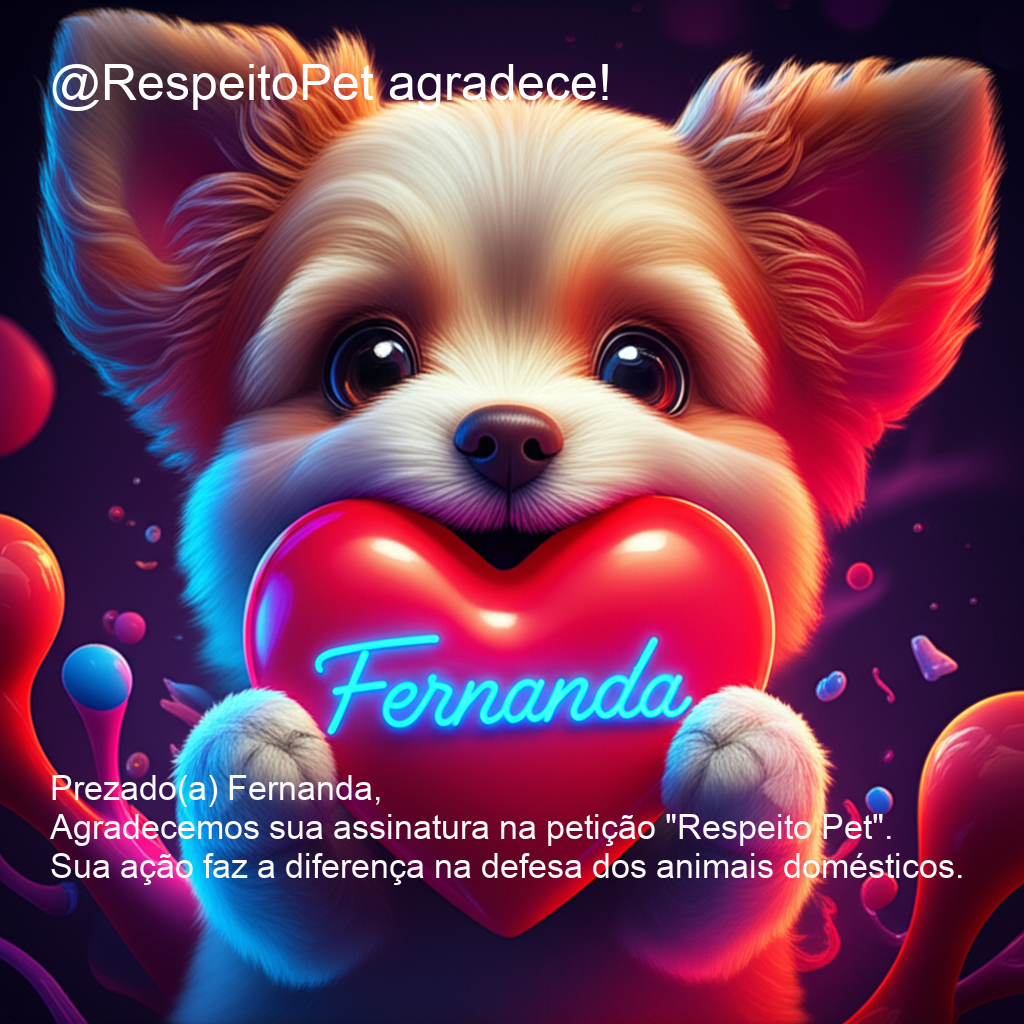 @RespeitoPet agradece!
Fernanda
Prezado(a) Fernanda,
Agradecemos sua assinatura na petição "Respeito Pet".
Sua ação faz a diferença na defesa dos animais domésticos.